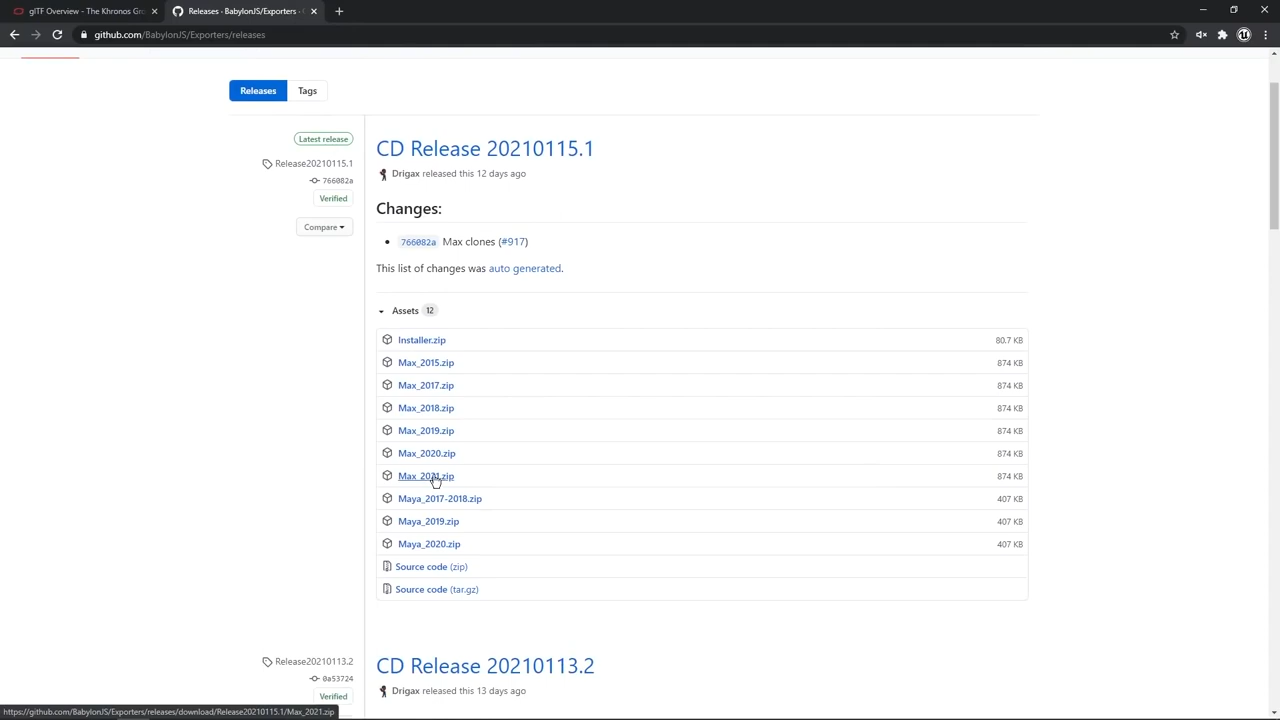 glTF Overview - The Khronos Gro
Releases · BabylonJS/Exporters ·
github.com/BabylonJS/Exporters/releases
Releases
Tags
Latest release
Release20210115.1
766082a
Verified
Compare
CD Release 20210115.1
Drigax released this 12 days ago
Changes:
766082a Max clones (#917)
This list of changes was auto generated.
Assets 12
Installer.zip 80.7 KB
Max_2015.zip 874 KB
Max_2017.zip 874 KB
Max_2018.zip 874 KB
Max_2019.zip 874 KB
Max_2020.zip 874 KB
Max_2021.zip 874 KB
Maya_2017-2018.zip 407 KB
Maya_2019.zip 407 KB
Maya_2020.zip 407 KB
Source code (zip)
Source code (tar.gz)
Release20210113.2
0a53724
Verified
CD Release 20210113.2
Drigax released this 13 days ago
https://github.com/BabylonJS/Exporters/releases/download/Release20210115.1/Max_2021.zip